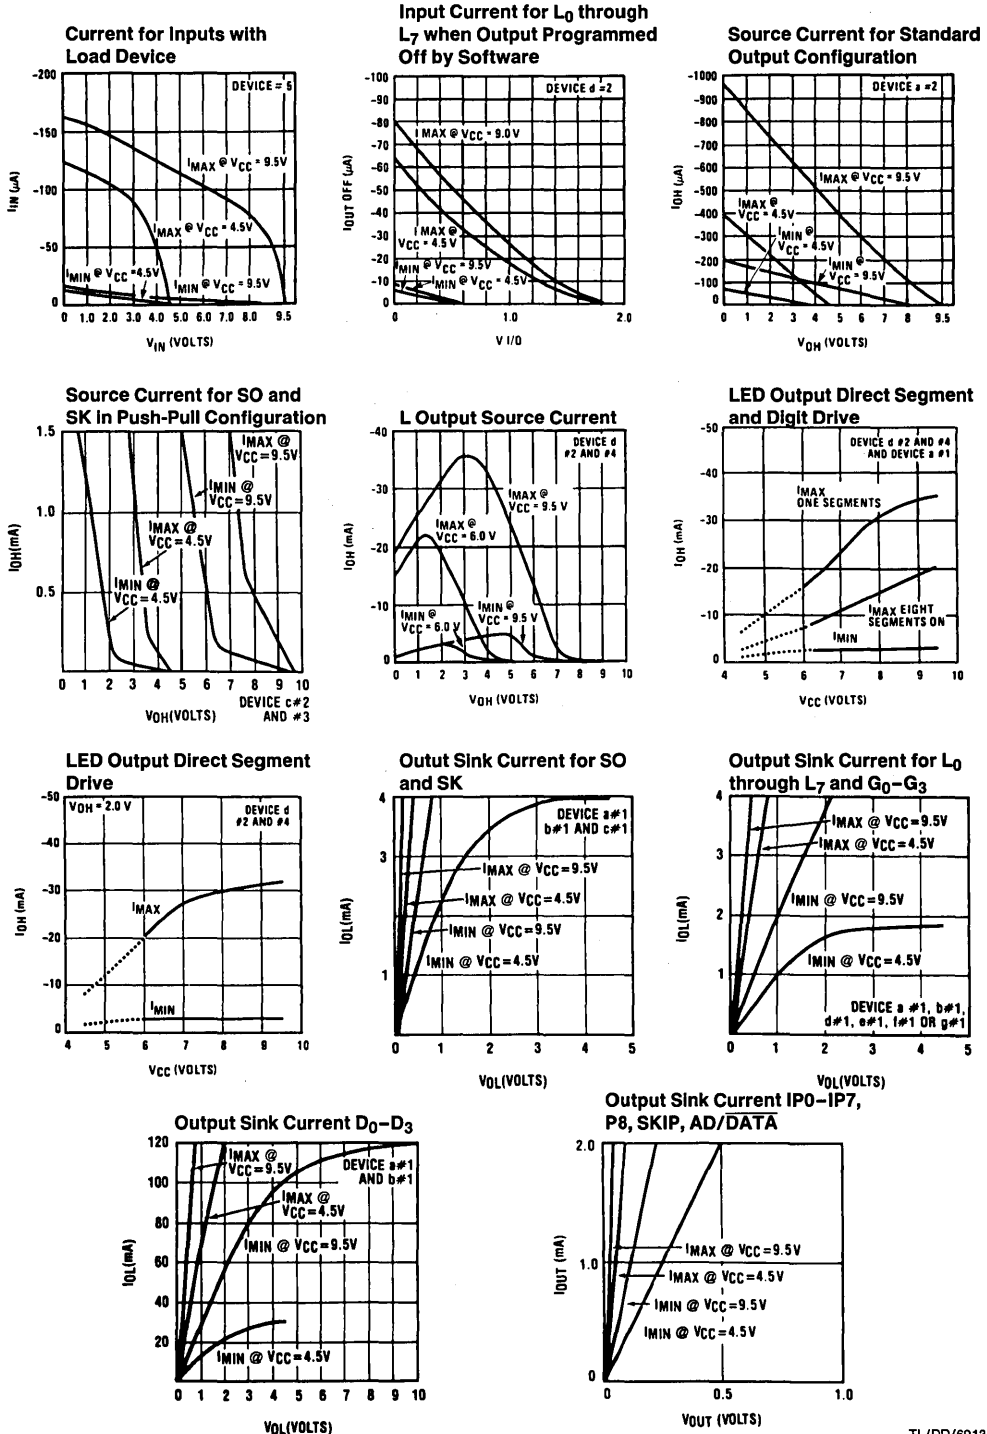 Current for Inputs with
Load Device
-200
-150
-100
-50
0
IIN (μA)
DEVICE = 5
IMAX @ VCC = 9.5V
IMAX @ VCC = 4.5V
IMIN @ VCC = 4.5V
IMIN @ VCC = 9.5V
0 1.0 2.0 3.0 4.0 5.0 6.0 7.0 8.0 9.5
VIN (VOLTS)
Input Current for L0 through
L7 when Output Programmed
Off by Software
-100
-90
-80
-70
-60
-50
-40
-30
-20
-10
0
IOUT OFF (μA)
DEVICE d = 2
I MAX @ VCC = 9.0V
I MAX @
VCC = 4.5 V
IMIN @ VCC = 9.5V
IMIN @ VCC = 4.5V
0 1.0 2.0
V I/O
Source Current for Standard
Output Configuration
-1000
-900
-800
-700
-600
-500
-400
-300
-200
-100
0
IOH (μA)
DEVICE a = 2
IMAX @ VCC = 9.5 V
IMAX @
VCC = 4.5V
IMIN @
VCC = 4.5V
IMIN @
VCC = 9.5V
0 1 2 3 4 5 6 7 8 9.5
VOH (VOLTS)
Source Current for SO and
SK in Push-Pull Configuration
1.5
1.0
0.5
IOH(mA)
IMAX @
VCC = 9.5V
IMIN @
VCC = 9.5V
IMAX @
VCC = 4.5V
IMIN @
VCC = 4.5V
0 1 2 3 4 5 6 7 8 9 10
VOH(VOLTS)
DEVICE c#2
AND #3
L Output Source Current
-40
-30
-20
-10
0
IOH (mA)
DEVICE d
#2 AND #4
IMAX @
VCC = 9.5 V
IMAX @
VCC = 6.0 V
IMIN @
VCC = 6.0V
IMIN @
VCC = 9.5 V
0 1 2 3 4 5 6 7 8 9 10
VOH (VOLTS)
LED Output Direct Segment
and Digit Drive
-50
-40
-30
-20
-10
0
IOH (mA)
DEVICE d #2 AND #4
AND DEVICE a #1
IMAX
ONE SEGMENTS
IMAX EIGHT
SEGMENTS ON
IMIN
4 5 6 7 8 9 10
VCC (VOLTS)
LED Output Direct Segment
Drive
-50
-40
-30
-20
-10
0
IOH (mA)
VOH = 2.0 V
DEVICE d
#2 AND #4
IMAX
IMIN
4 5 6 7 8 9 10
VCC (VOLTS)
Outut Sink Current for SO
and SK
4
3
1
IOL(mA)
DEVICE a#1
b#1 AND c#1
IMAX @ VCC = 9.5V
IMAX @ VCC = 4.5V
IMIN @ VCC = 9.5V
IMIN @ VCC = 4.5V
0 1 2 3 4 5
VOL(VOLTS)
Output Sink Current for L0
through L7 and G0–G3
4
3
2
1
IOL(mA)
IMAX @ VCC = 9.5V
IMAX @ VCC = 4.5V
IMIN @ VCC = 9.5V
IMIN @ VCC = 4.5V
DEVICE a #1, b#1,
d#1, e#1, f#1 OR g#1
0 1 2 3 4 5
VOL(VOLTS)
Output Sink Current D0–D3
120
100
80
60
40
20
IOL(mA)
IMAX @
VCC = 9.5V
DEVICE a#1
AND b#1
IMAX @
VCC = 4.5V
IMIN @ VCC = 9.5V
IMIN @ VCC = 4.5V
0 1 2 3 4 5 6 7 8 9 10
VOL(VOLTS)
Output Sink Current IP0–IP7,
P8, SKIP, AD/DATA
2.0
1.0
0
IOUT (mA)
IMAX @ VCC = 9.5V
IMAX @ VCC = 4.5V
IMIN @ VCC = 9.5V
IMIN @ VCC = 4.5V
0 0.5 1.0
VOUT (VOLTS)